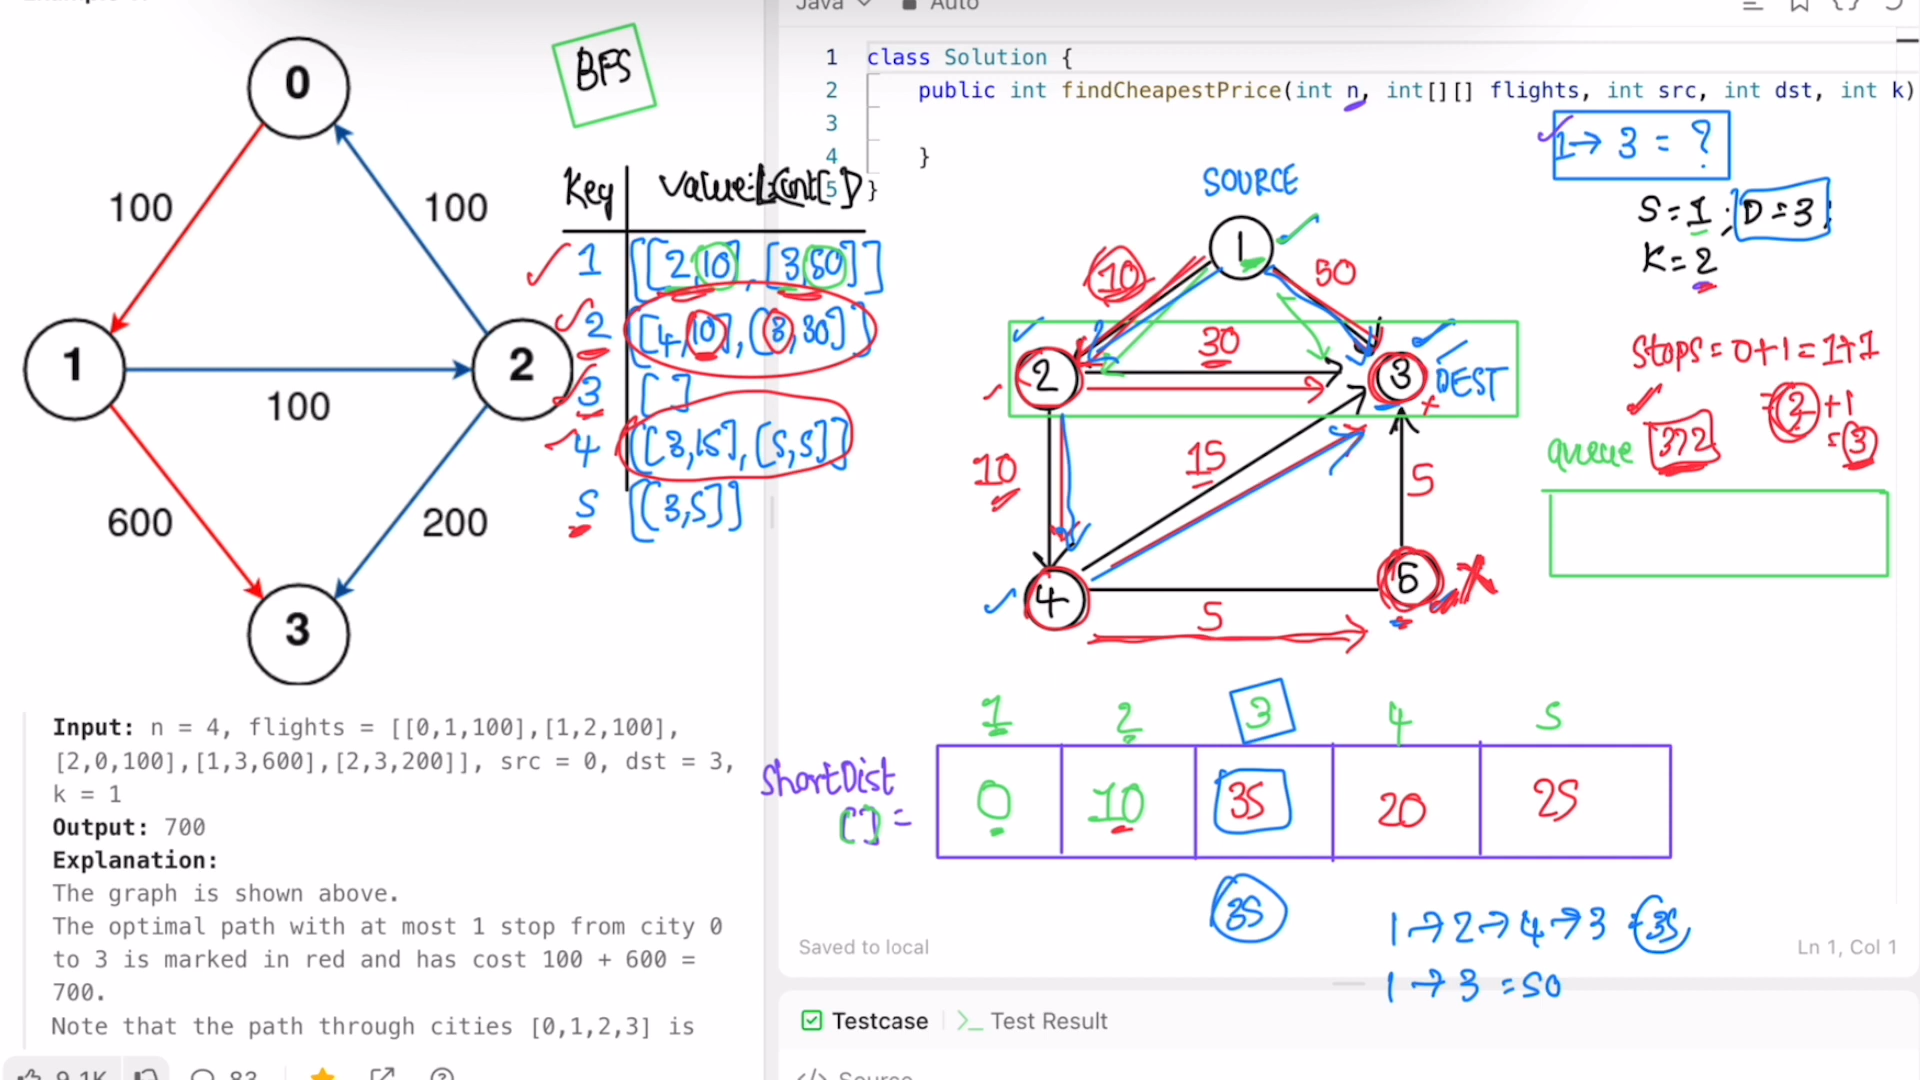 Java
Auto
0
100
100
1
2
100
600
200
3
BFS
Key
Value:
1 [[2,10], [3,50]]
2 [[4,10],(3,30]]
3 [ ]
4 [[3,15],[5,5]]
5 [[3,5]]
1 class Solution {
2 public int findCheapestPrice(int n, int[][] flights, int src, int dst, int k)
3
4 }
5 }
1→3 = ?
S=1; D=3
K=2
SOURCE
1
10
50
2
30
3
DEST
10
15
5
4
5
5
Stops = 0+1=1+1
=2+1
=3
queue
1 2 3 4 5
ShortDist
[] =
0 10 35 20 25
35
1→2→4→3 =35
1→3 =50
Input: n = 4, flights = [[0,1,100],[1,2,100],
[2,0,100],[1,3,600],[2,3,200]], src = 0, dst = 3,
k = 1
Output: 700
Explanation:
The graph is shown above.
The optimal path with at most 1 stop from city 0
to 3 is marked in red and has cost 100 + 600 =
700.
Note that the path through cities [0,1,2,3] is
Saved to local
Ln 1, Col 1
Testcase
Test Result
9.1K
83
Source